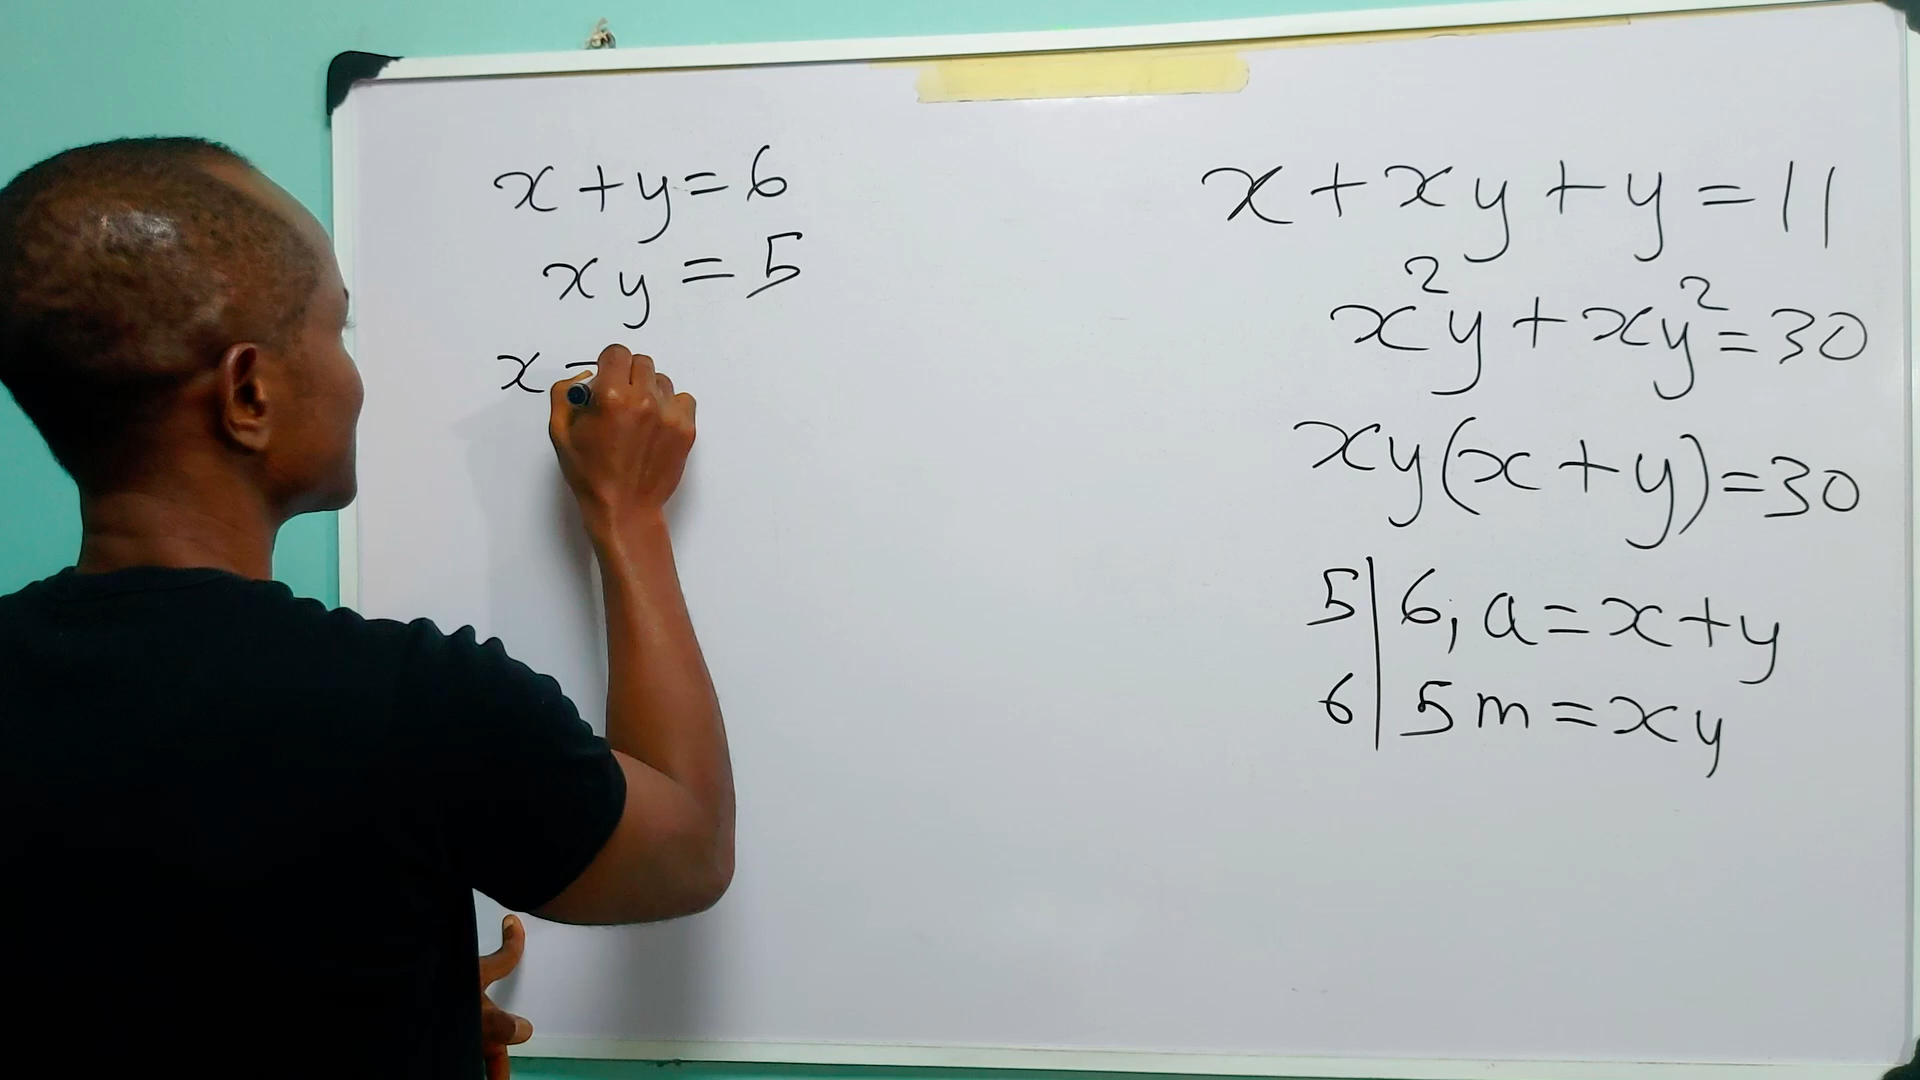 x+y=6
xy=5
x=
x+xy+y=11
x²y+xy²=30
xy(x+y)=30
5|6, a=x+y
6|5 m=xy